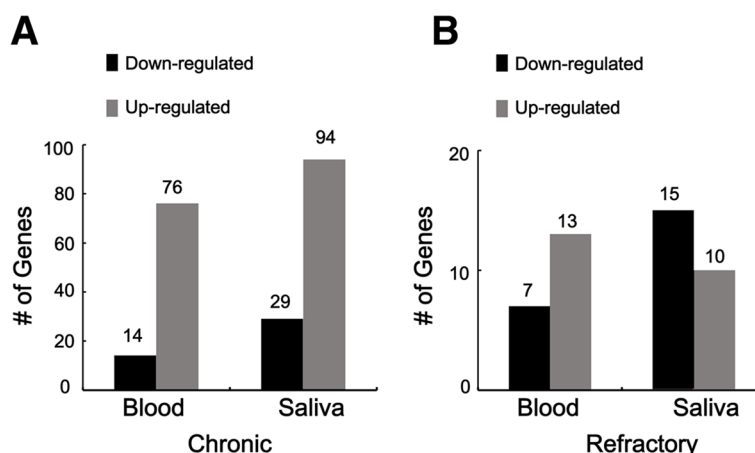 A
Down-regulated
Up-regulated
# of Genes
100
80
60
40
20
0
14
76
29
94
Blood
Saliva
Chronic
B
Down-regulated
Up-regulated
# of Genes
20
10
0
7
13
15
10
Blood
Saliva
Refractory